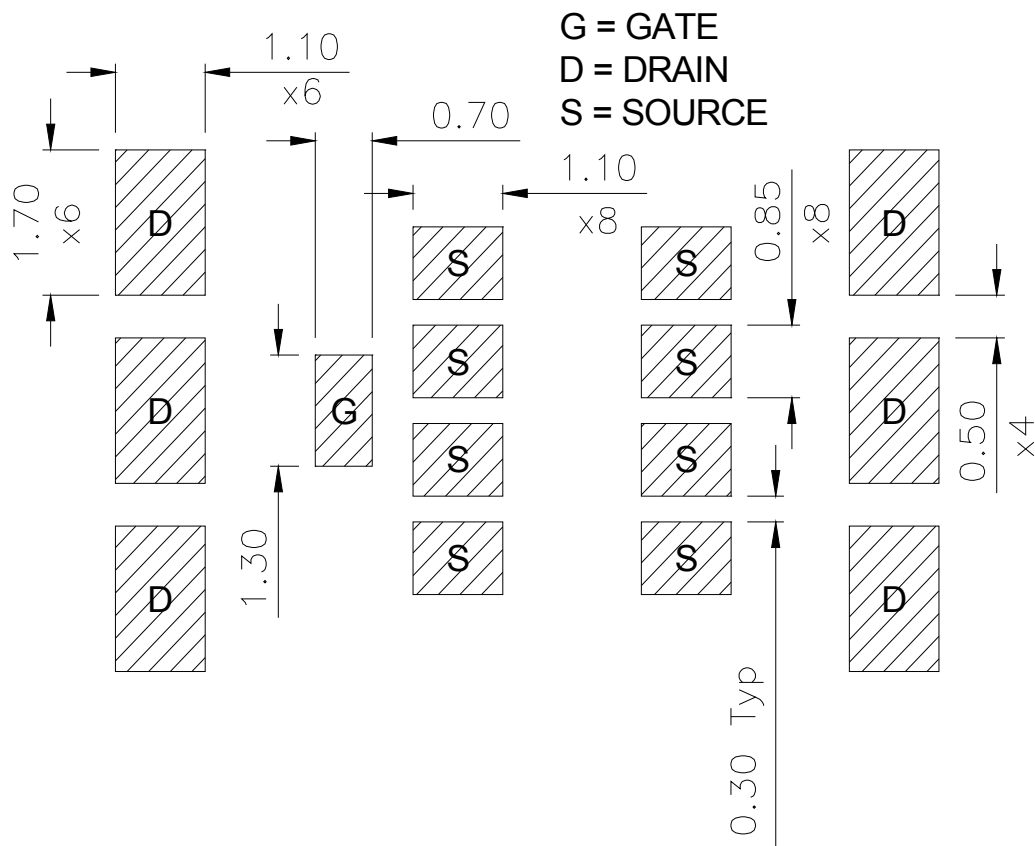 G = GATE
D = DRAIN
S = SOURCE
1.10
x6
0.70
1.10
x8
1.70
x6
0.85
x8
D
S
S
D
S
S
D
G
D
0.50
x4
S
S
1.30
S
S
D
D
0.30 Typ